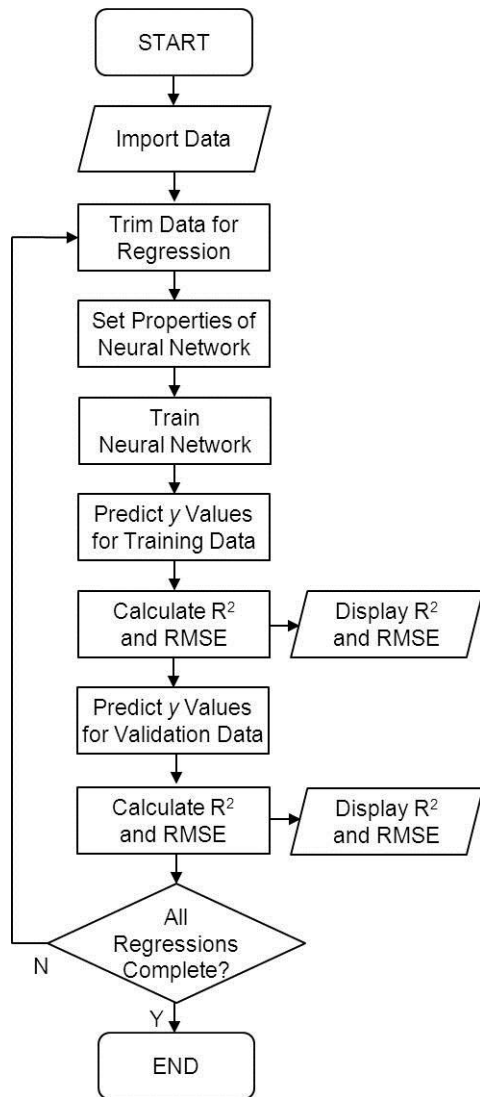 START
Import Data
Trim Data for
Regression
Set Properties of
Neural Network
Train
Neural Network
Predict y Values
for Training Data
Calculate R²
and RMSE
Display R²
and RMSE
Predict y Values
for Validation Data
Calculate R²
and RMSE
Display R²
and RMSE
All
Regressions
Complete?
N
Y
END